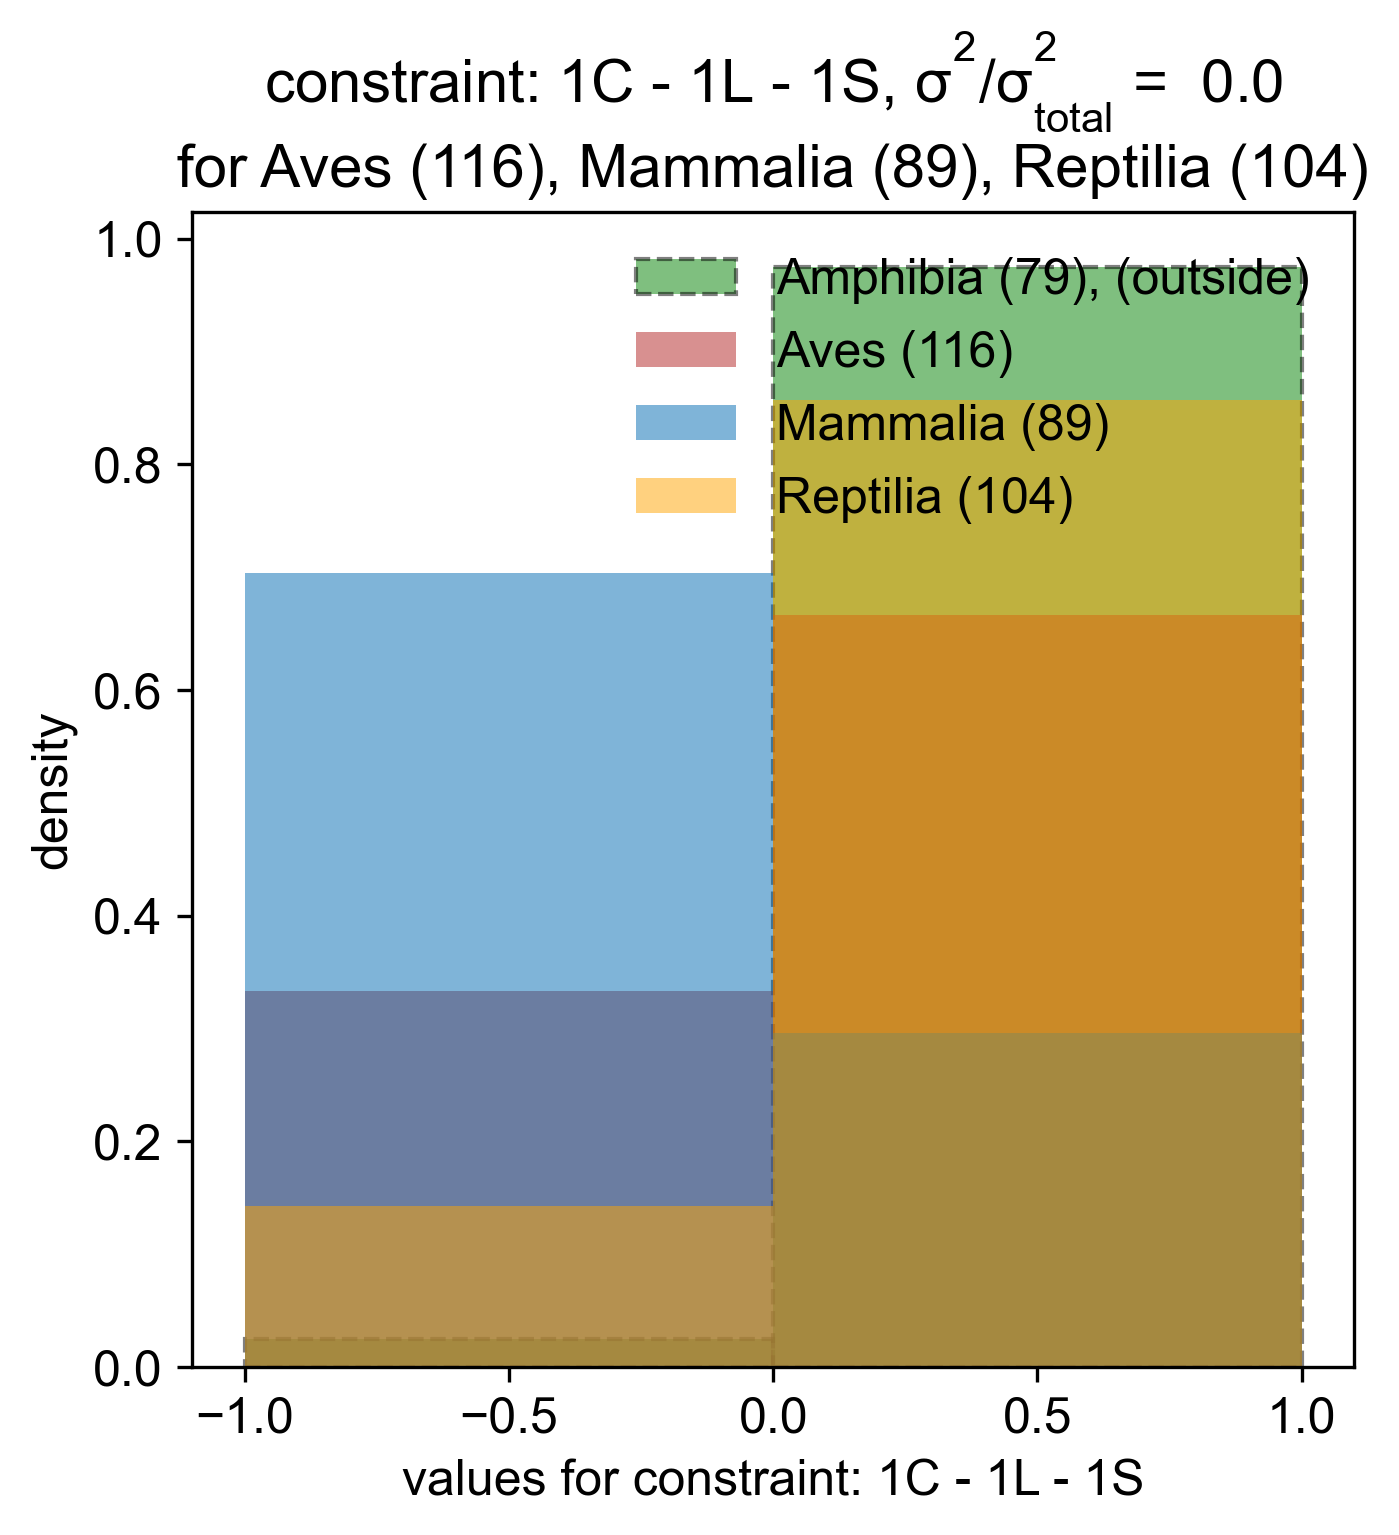 constraint: 1C - 1L - 1S, σ²/σ²total = 0.0
for Aves (116), Mammalia (89), Reptilia (104)
1.0
0.8
0.6
0.4
0.2
0.0
density
Amphibia (79), (outside)
Aves (116)
Mammalia (89)
Reptilia (104)
−1.0 −0.5 0.0 0.5 1.0
values for constraint: 1C - 1L - 1S